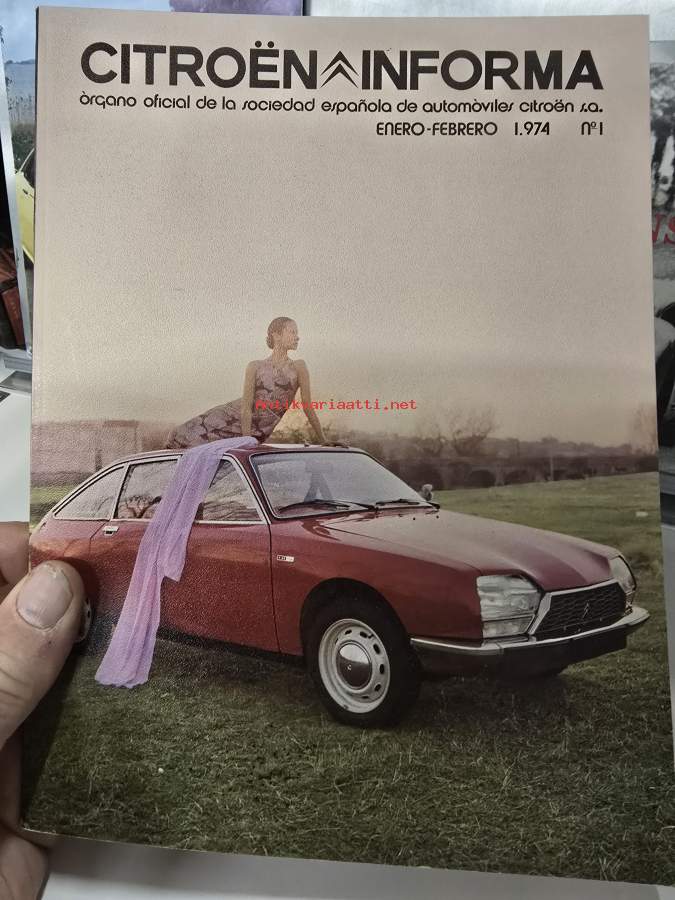 CITROËN INFORMA
òrgano oficial de la sociedad española de automòviles citroën s.a.
ENERO-FEBRERO 1.974 Nº1
Antikvariaatti.net